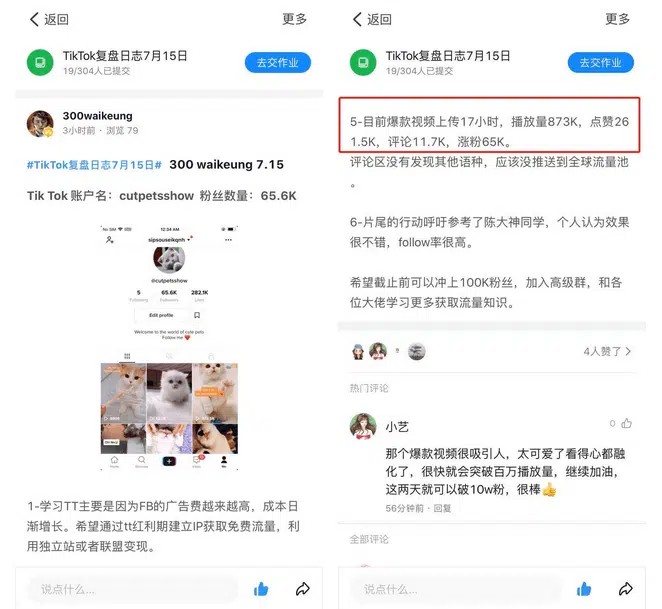 返回
更多
TikTok复盘日志7月15日
19/304人已提交
去交作业
300waikeung
3小时前 · 浏览 79
#TikTok复盘日志7月15日# 300 waikeung 7.15
Tik Tok 账户名：cutpetsshow 粉丝数量：65.6K
No SIM
12:34 AM
sipsouseikqnh
@cutpetsshow
5
65.6K
282.1K
Following
Followers
Likes
Edit profile
Welcome to the world of cute pets
Follow me
Me
1-学习TT主要是因为FB的广告费越来越高，成本日
渐增长。希望通过tt红利期建立IP获取免费流量，利
用独立站或者联盟变现。
说点什么...
返回
更多
TikTok复盘日志7月15日
19/304人已提交
去交作业
5-目前爆款视频上传17小时，播放量873K，点赞26
1.5K，评论11.7K，涨粉65K。
评论区没有发现其他语种，应该没推送到全球流量池
。
6-片尾的行动呼吁参考了陈大神同学，个人认为效果
很不错，follow率很高。
希望截止前可以冲上100K粉丝，加入高级群，和各
位大佬学习更多获取流量知识。
4人赞了
热门评论
小艺
0
那个爆款视频很吸引人，太可爱了看得心都融
化了，很快就会突破百万播放量，继续加油，
这两天就可以破10w粉，很棒👍
56分钟前 · 回复
全部评论
说点什么...